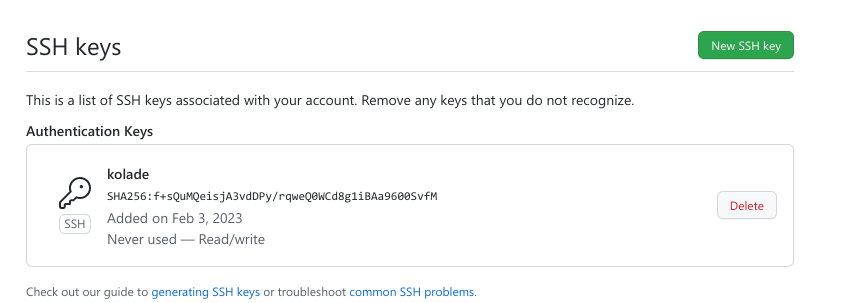 SSH keys
New SSH key
This is a list of SSH keys associated with your account. Remove any keys that you do not recognize.
Authentication Keys
kolade
SHA256:f+sQuMQeisjA3vdDPy/rqweQ0WCd8g1iBAa9600SvfM
Added on Feb 3, 2023
Never used — Read/write
SSH
Delete
Check out our guide to generating SSH keys or troubleshoot common SSH problems.